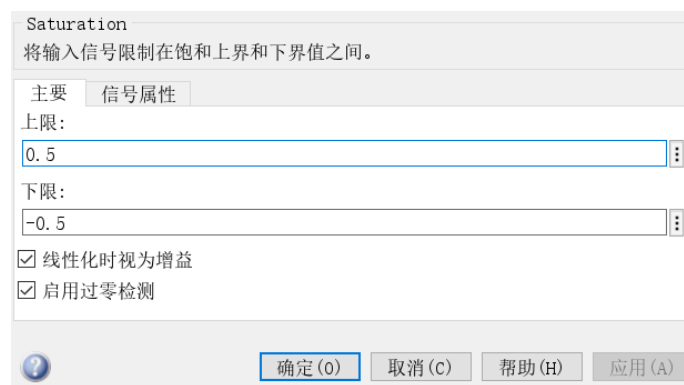 Saturation
将输入信号限制在饱和上界和下界值之间。
主要 信号属性
上限:
0.5
下限:
-0.5
线性化时视为增益
启用过零检测
确定(O) 取消(C) 帮助(H) 应用(A)